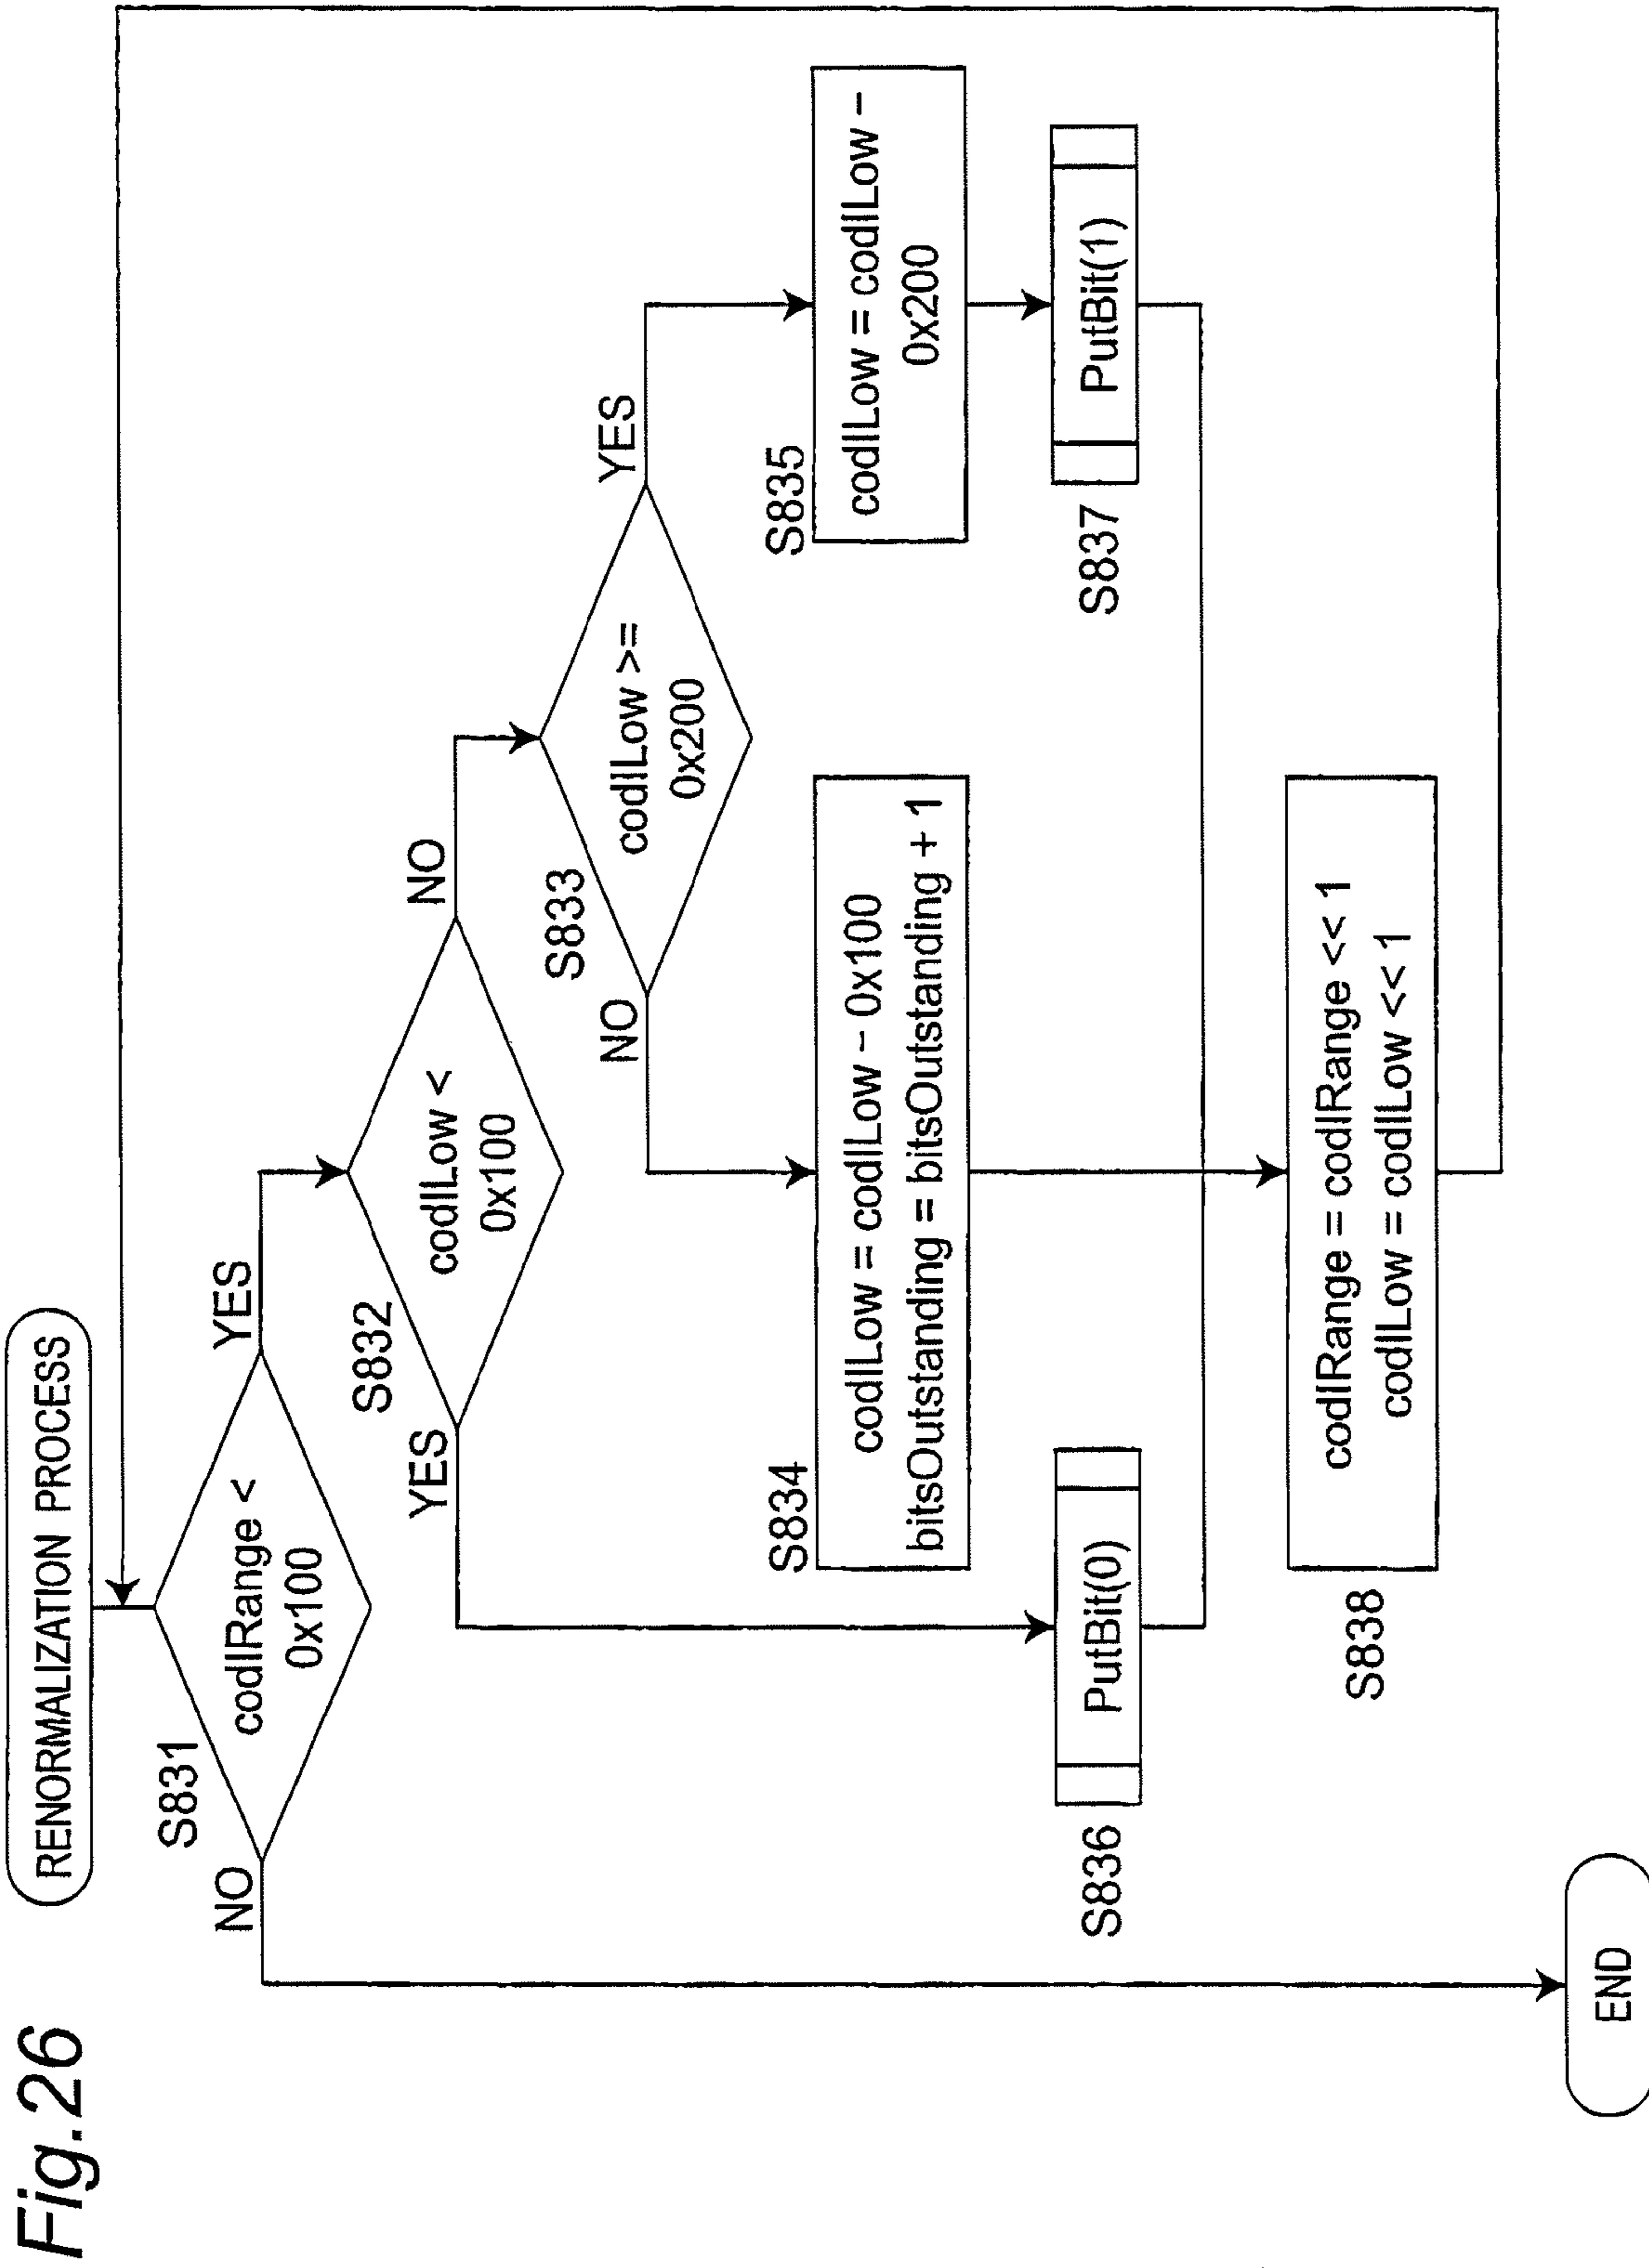 Fig.26
RENORMALIZATION PROCESS
S831
codIRange <
0x100
NO
YES
S832
codILow <
0x100
YES
NO
S833
codILow >=
0x200
NO
YES
S834
codILow = codILow – 0x100
bitsOutstanding = bitsOutstanding + 1
S835
codILow = codILow –
0x200
S836
PutBit(0)
S837
PutBit(1)
S838
codIRange = codIRange << 1
codILow = codILow << 1
END